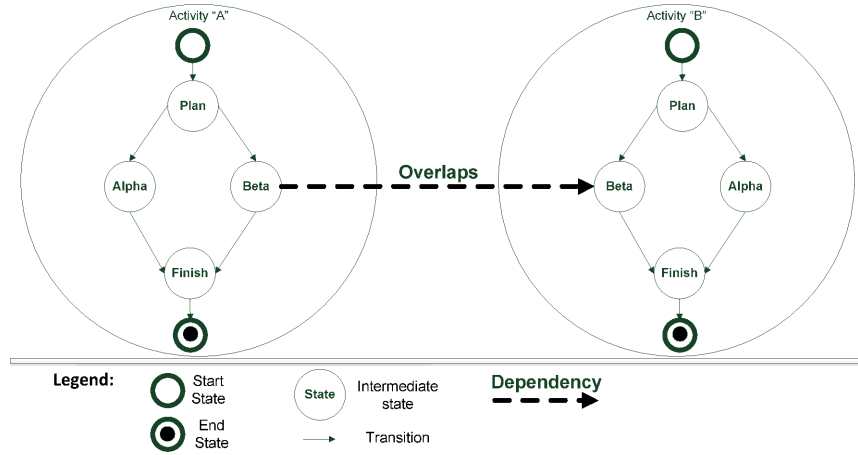 Activity "A"
Activity "B"
Plan
Plan
Alpha
Beta
Overlaps
Beta
Alpha
Finish
Finish
Legend:
Start
State
State
Intermediate
state
Dependency
End
State
Transition